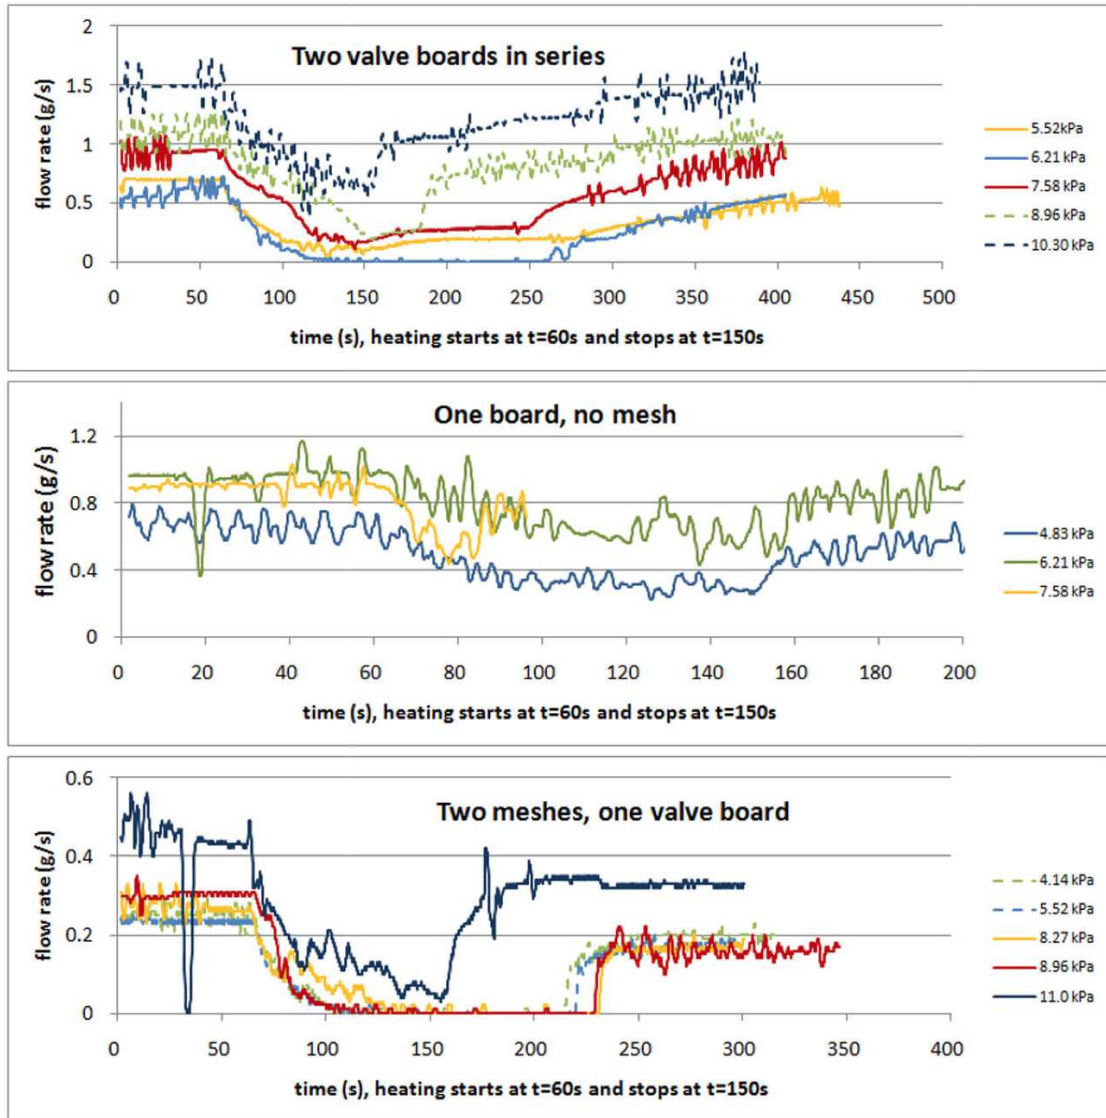 Two valve boards in series
flow rate (g/s)
2
1.5
1
0.5
0
0 50 100 150 200 250 300 350 400 450 500
time (s), heating starts at t=60s and stops at t=150s
5.52kPa
6.21 kPa
7.58 kPa
8.96 kPa
10.30 kPa
One board, no mesh
flow rate (g/s)
1.2
0.8
0.4
0
0 20 40 60 80 100 120 140 160 180 200
time (s), heating starts at t=60s and stops at t=150s
4.83 kPa
6.21 kPa
7.58 kPa
Two meshes, one valve board
flow rate (g/s)
0.6
0.4
0.2
0
0 50 100 150 200 250 300 350 400
time (s), heating starts at t=60s and stops at t=150s
4.14 kPa
5.52 kPa
8.27 kPa
8.96 kPa
11.0 kPa